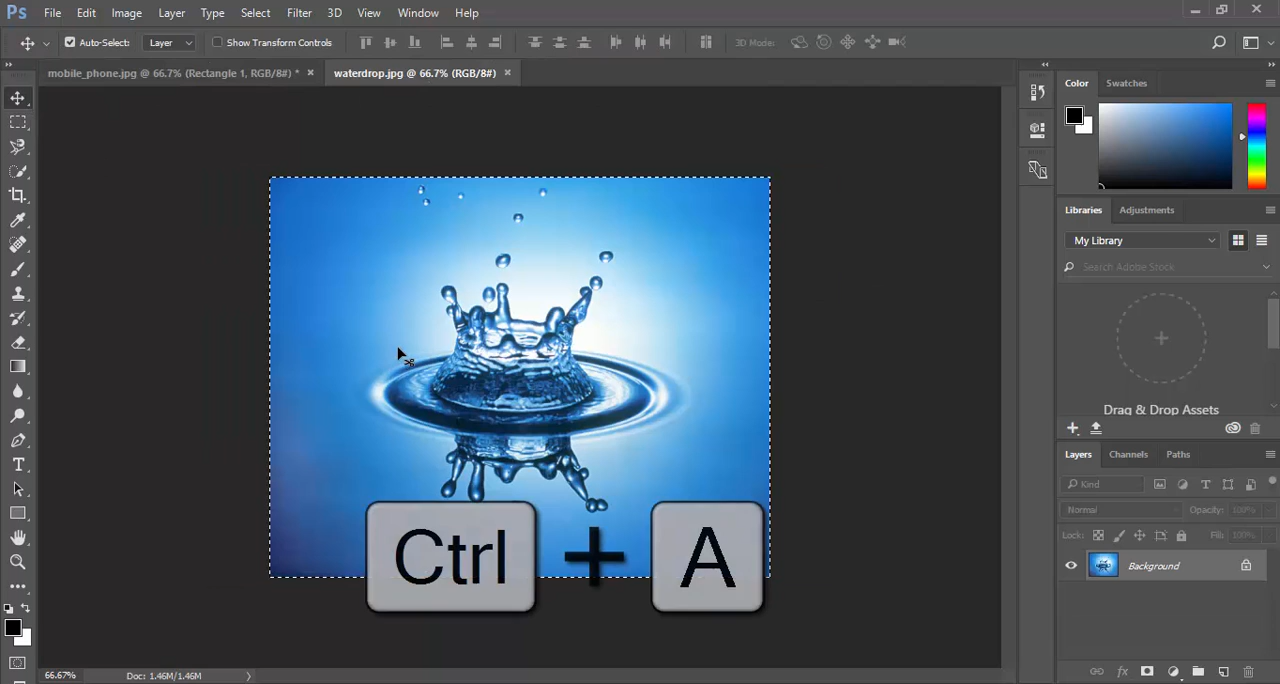 Ps File Edit Image Layer Type Select Filter 3D View Window Help
Auto-Select: Layer Show Transform Controls 3D Mode:
mobile_phone.jpg @ 66.7% (Rectangle 1, RGB/8#) * × waterdrop.jpg @ 66.7% (RGB/8#) ×
Color Swatches
Libraries Adjustments
My Library
Search Adobe Stock
Drag & Drop Assets
Layers Channels Paths
Kind
Normal Opacity: 100%
Lock: Fill: 100%
Background
Ctrl + A
66.67% Doc: 1.46M/1.46M